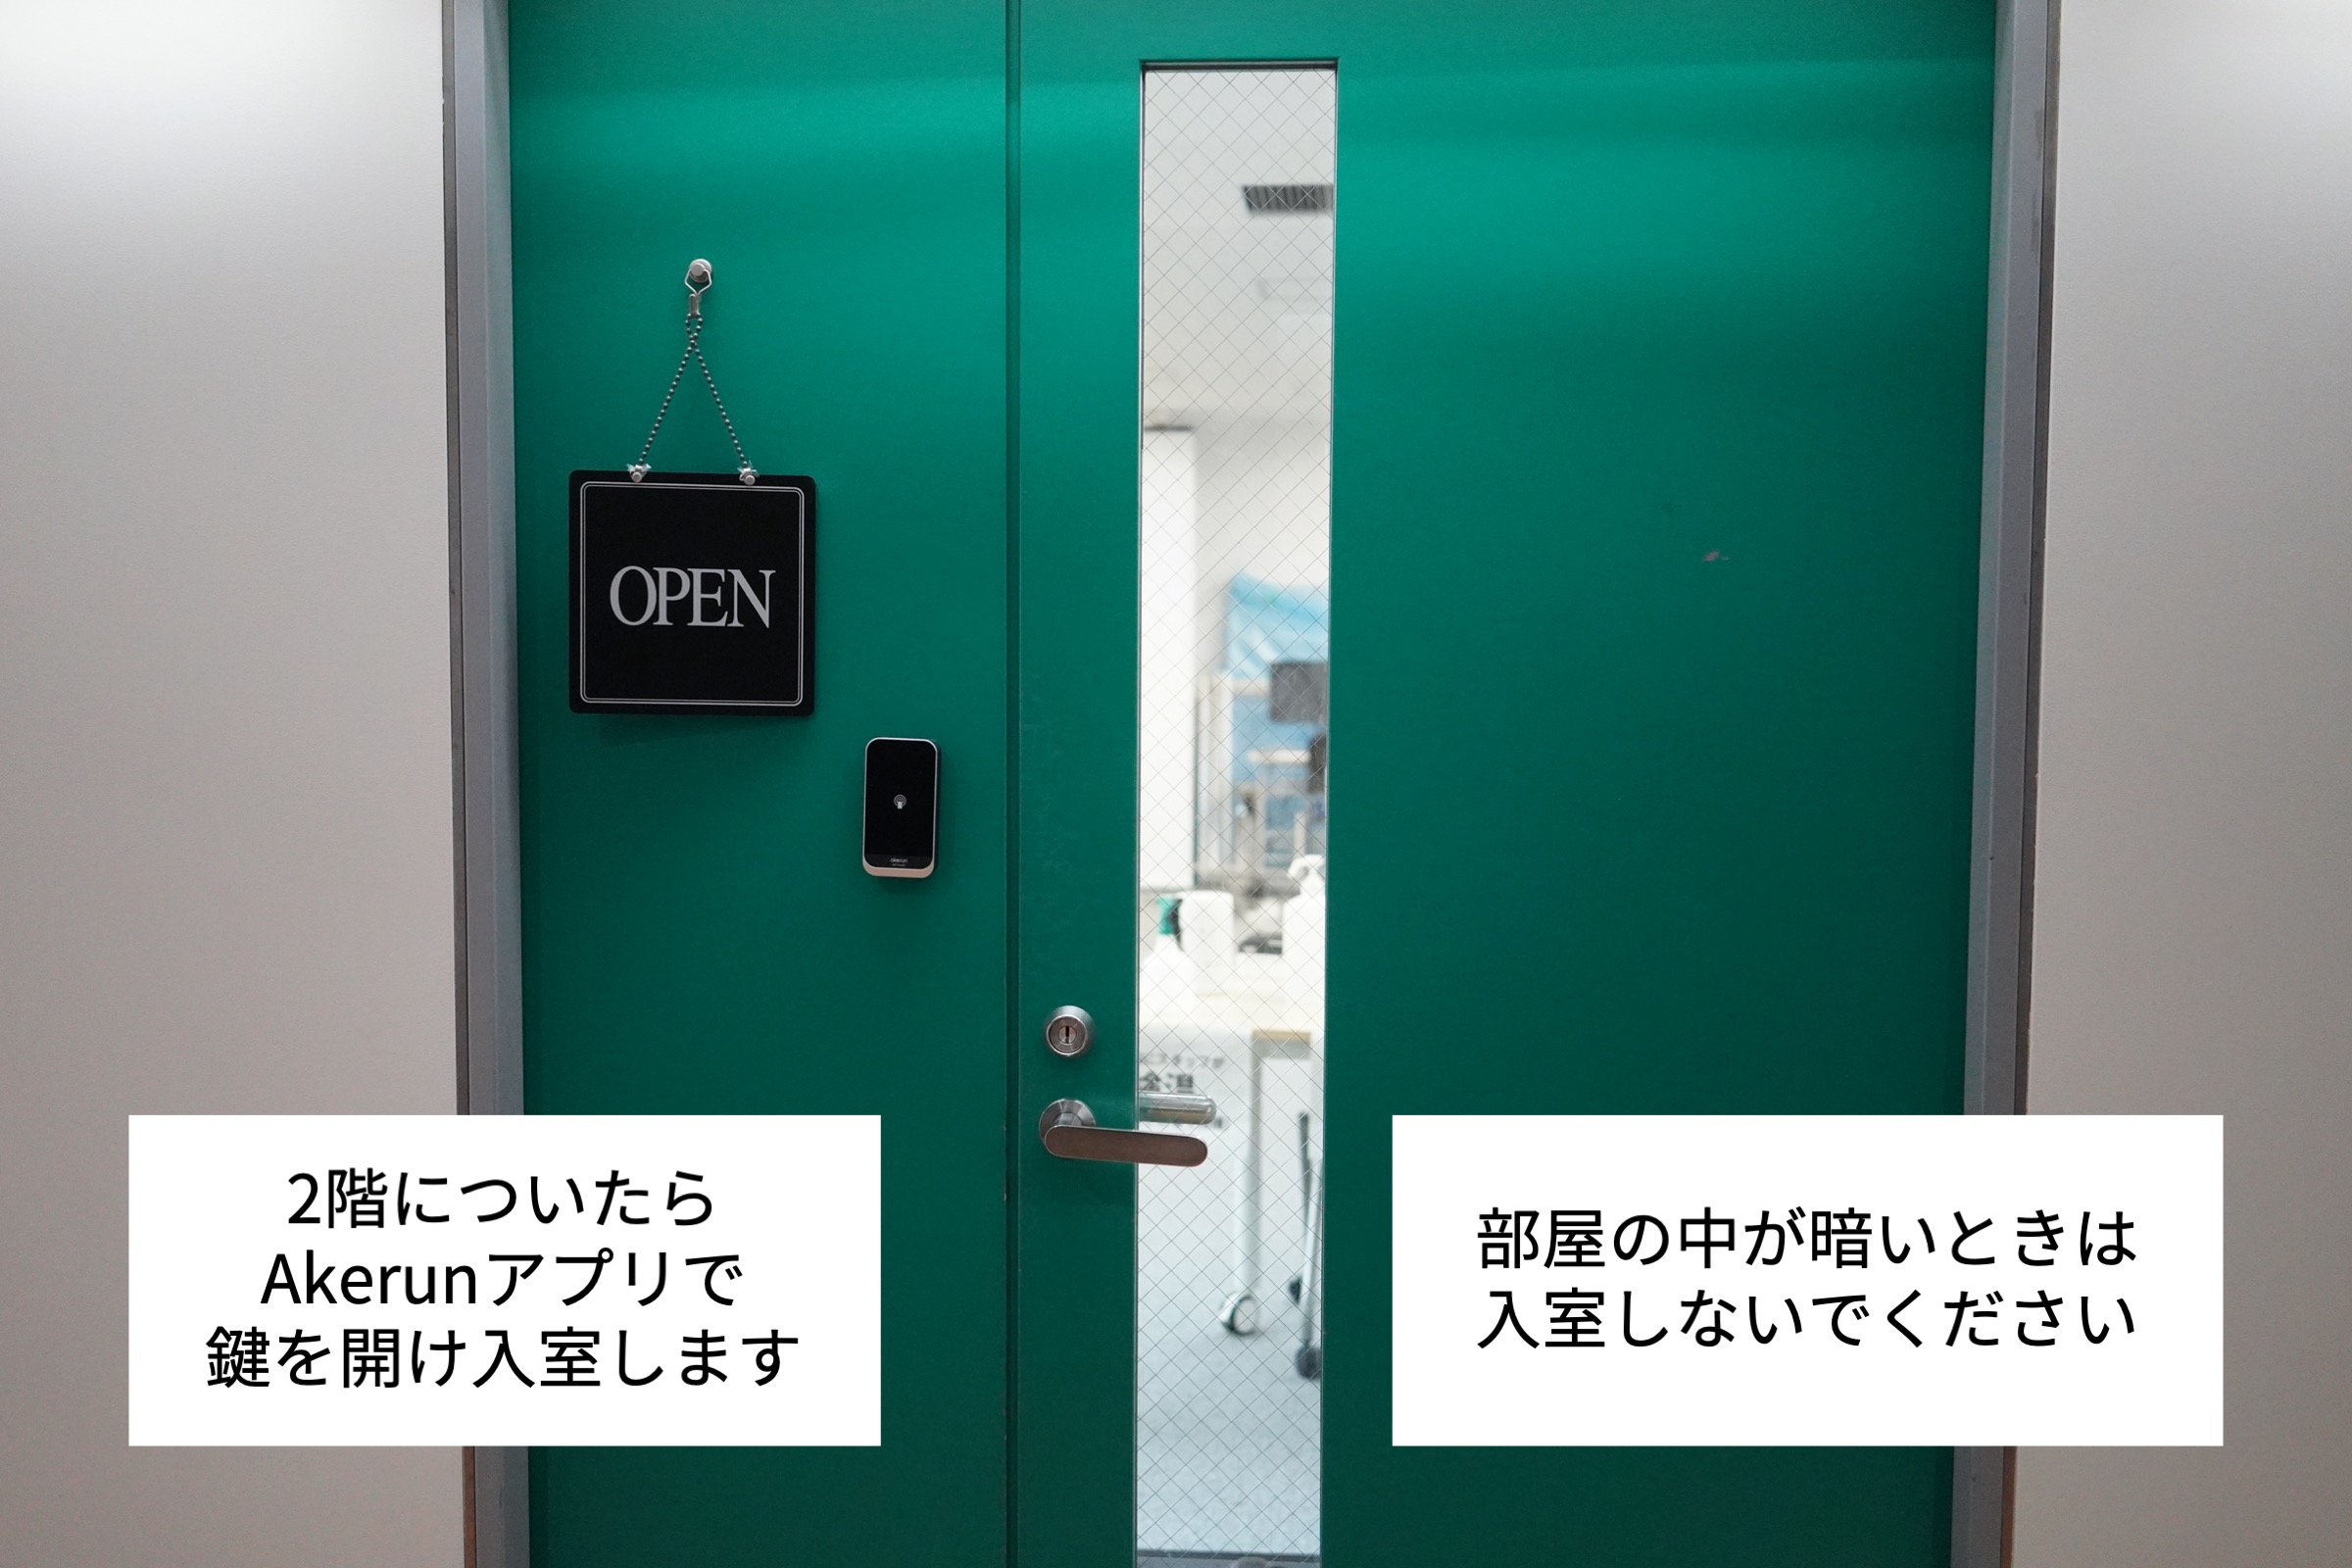 OPEN
akerun
2階についたら
Akerunアプリで
鍵を開け入室します
部屋の中が暗いときは
入室しないでください